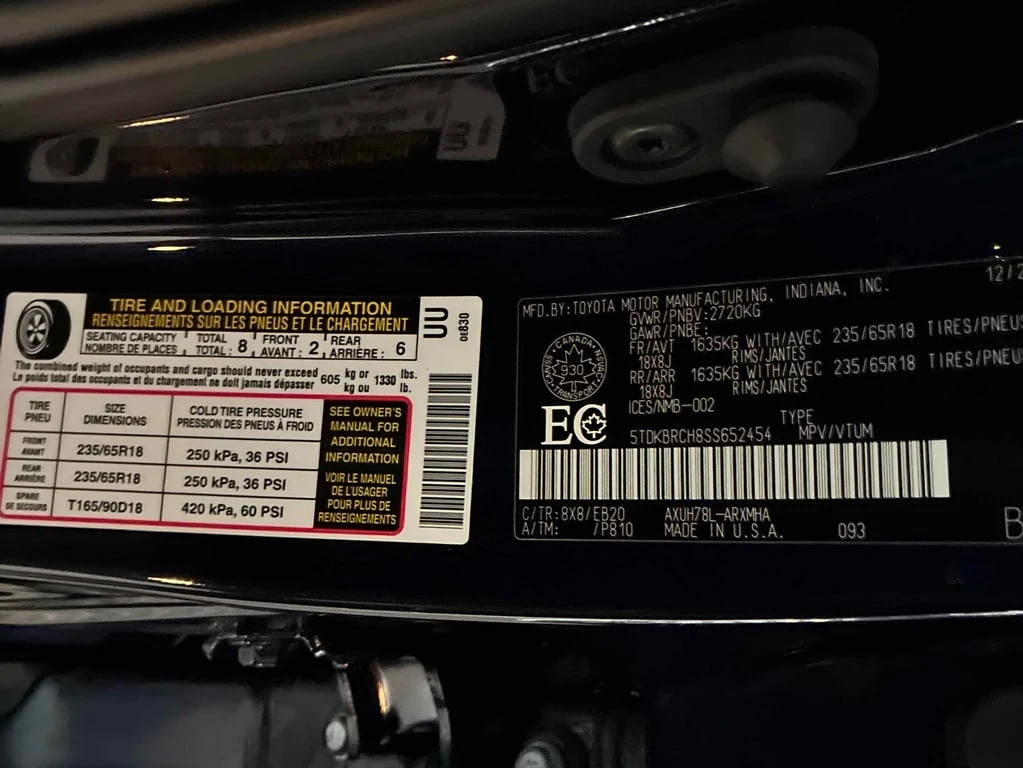 TIRE AND LOADING INFORMATION
RENSEIGNEMENTS SUR LES PNEUS ET LE CHARGEMENT
SEATING CAPACITY TOTAL FRONT REAR
NOMBRE DE PLACES TOTAL: 8 AVANT: 2 ARRIÈRE: 6
The combined weight of occupants and cargo should never exceed 605 kg or 1330 lbs.
Le poids total des occupants et du chargement ne doit jamais dépasser kg ou lb.
TIRE PNEU
SIZE DIMENSIONS
COLD TIRE PRESSURE
PRESSION DES PNEUS À FROID
FRONT AVANT 235/65R18 250 kPa, 36 PSI
REAR ARRIÈRE 235/65R18 250 kPa, 36 PSI
SPARE DE SECOURS T165/90D18 420 kPa, 60 PSI
SEE OWNER'S
MANUAL FOR
ADDITIONAL
INFORMATION
VOIR LE MANUEL
DE L'USAGER
POUR PLUS DE
RENSEIGNEMENTS
UU
0E830
12/2
MFD.BY:TOYOTA MOTOR MANUFACTURING, INDIANA, INC.
GVWR/PNBV:2720KG
GAWR/PNBE:
FR/AVT 1635KG WITH/AVEC 235/65R18 TIRES/PNEUS
18X8J RIMS/JANTES
RR/ARR 1635KG WITH/AVEC 235/65R18 TIRES/PNEU
18X8J RIMS/JANTES
ICES/NMB-002
TYPE
5TDKBRCH8SS652454 MPV/VTUM
CANADA
930
TRANSPORT
EC
C/TR:8X8/EB20 AXUH78L-ARXMHA
A/TM: /P810 MADE IN U.S.A. 093
B